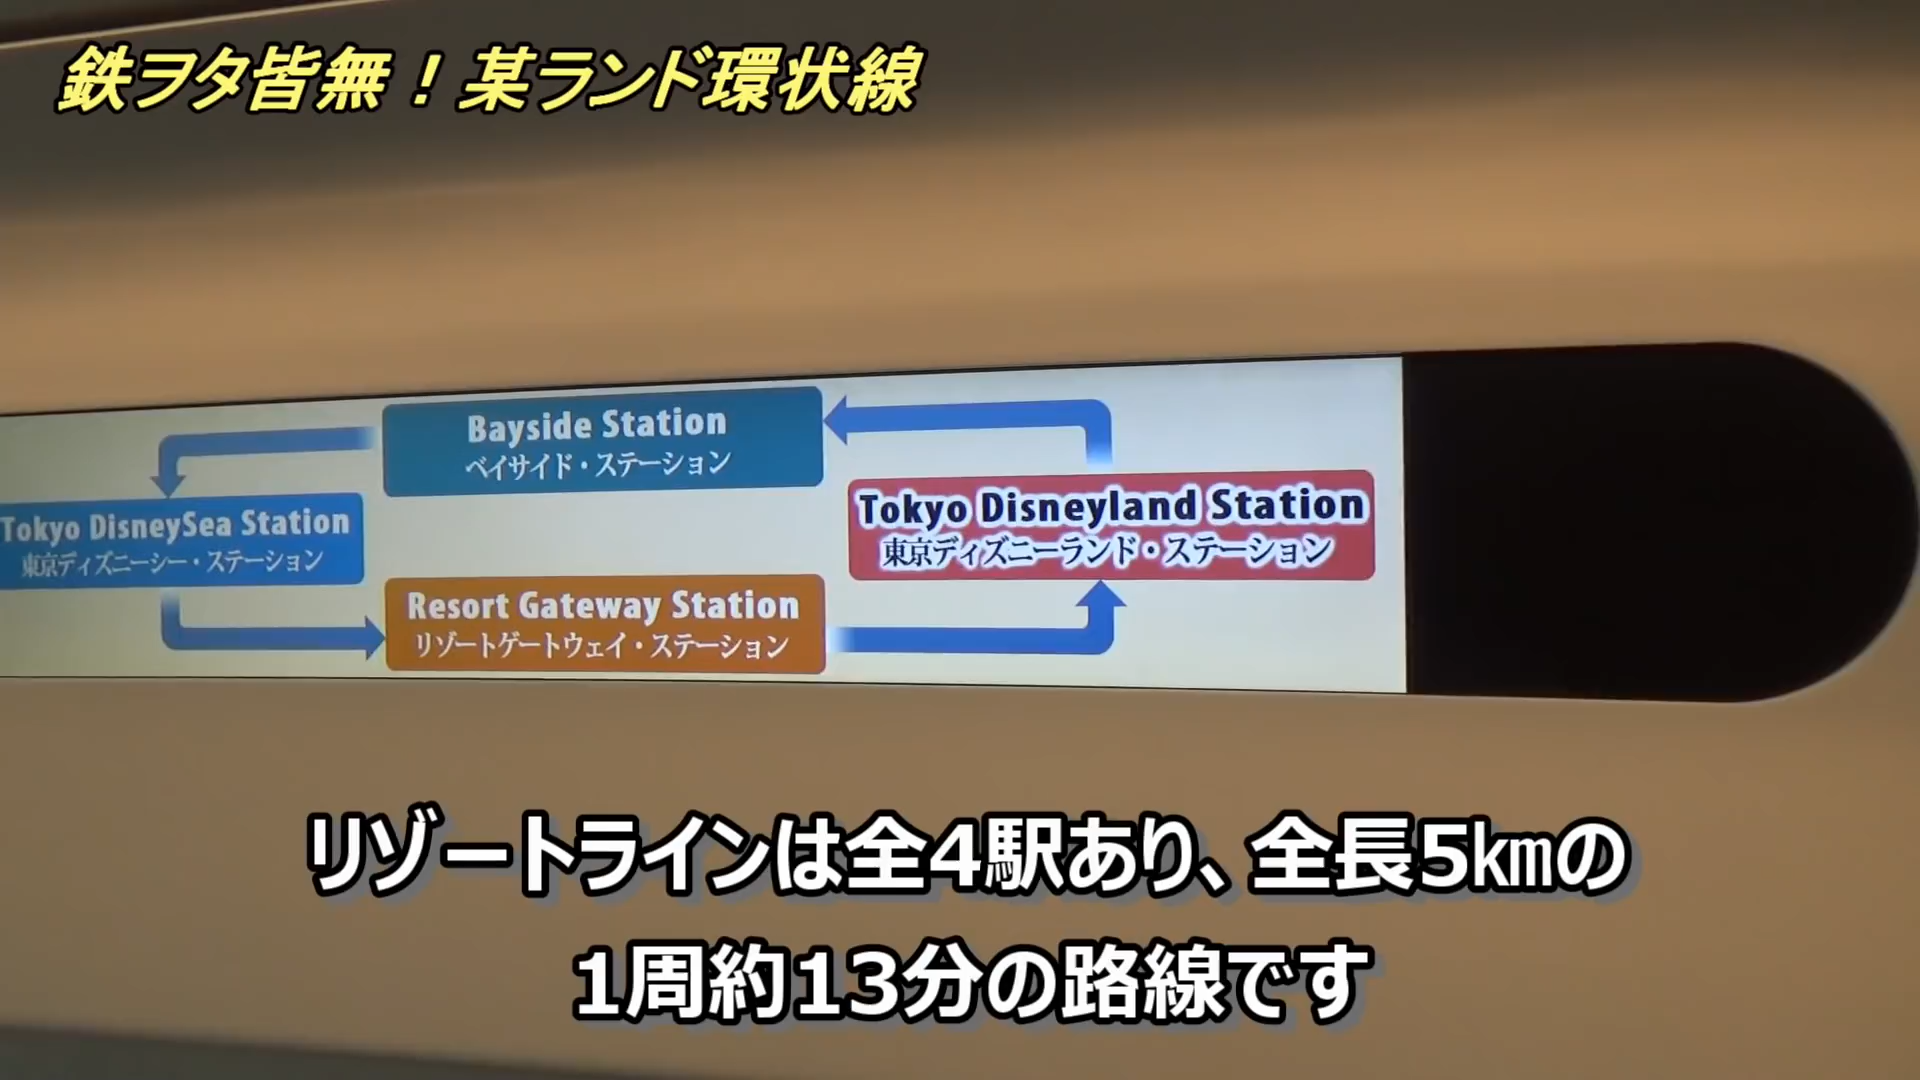 鉄ヲタ皆無！某ランド環状線
Bayside Station
ベイサイド・ステーション
Tokyo DisneySea Station
東京ディズニーシー・ステーション
Tokyo Disneyland Station
東京ディズニーランド・ステーション
Resort Gateway Station
リゾートゲートウェイ・ステーション
リゾートラインは全4駅あり、全長5㎞の
1周約13分の路線です